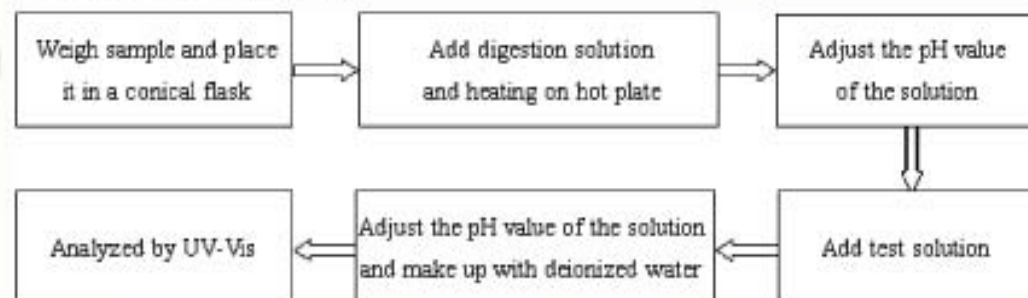 Weigh sample and place
it in a conical flask
Add digestion solution
and heating on hot plate
Adjust the pH value
of the solution
Add test solution
Adjust the pH value of the solution
and make up with deionized water
Analyzed by UV-Vis